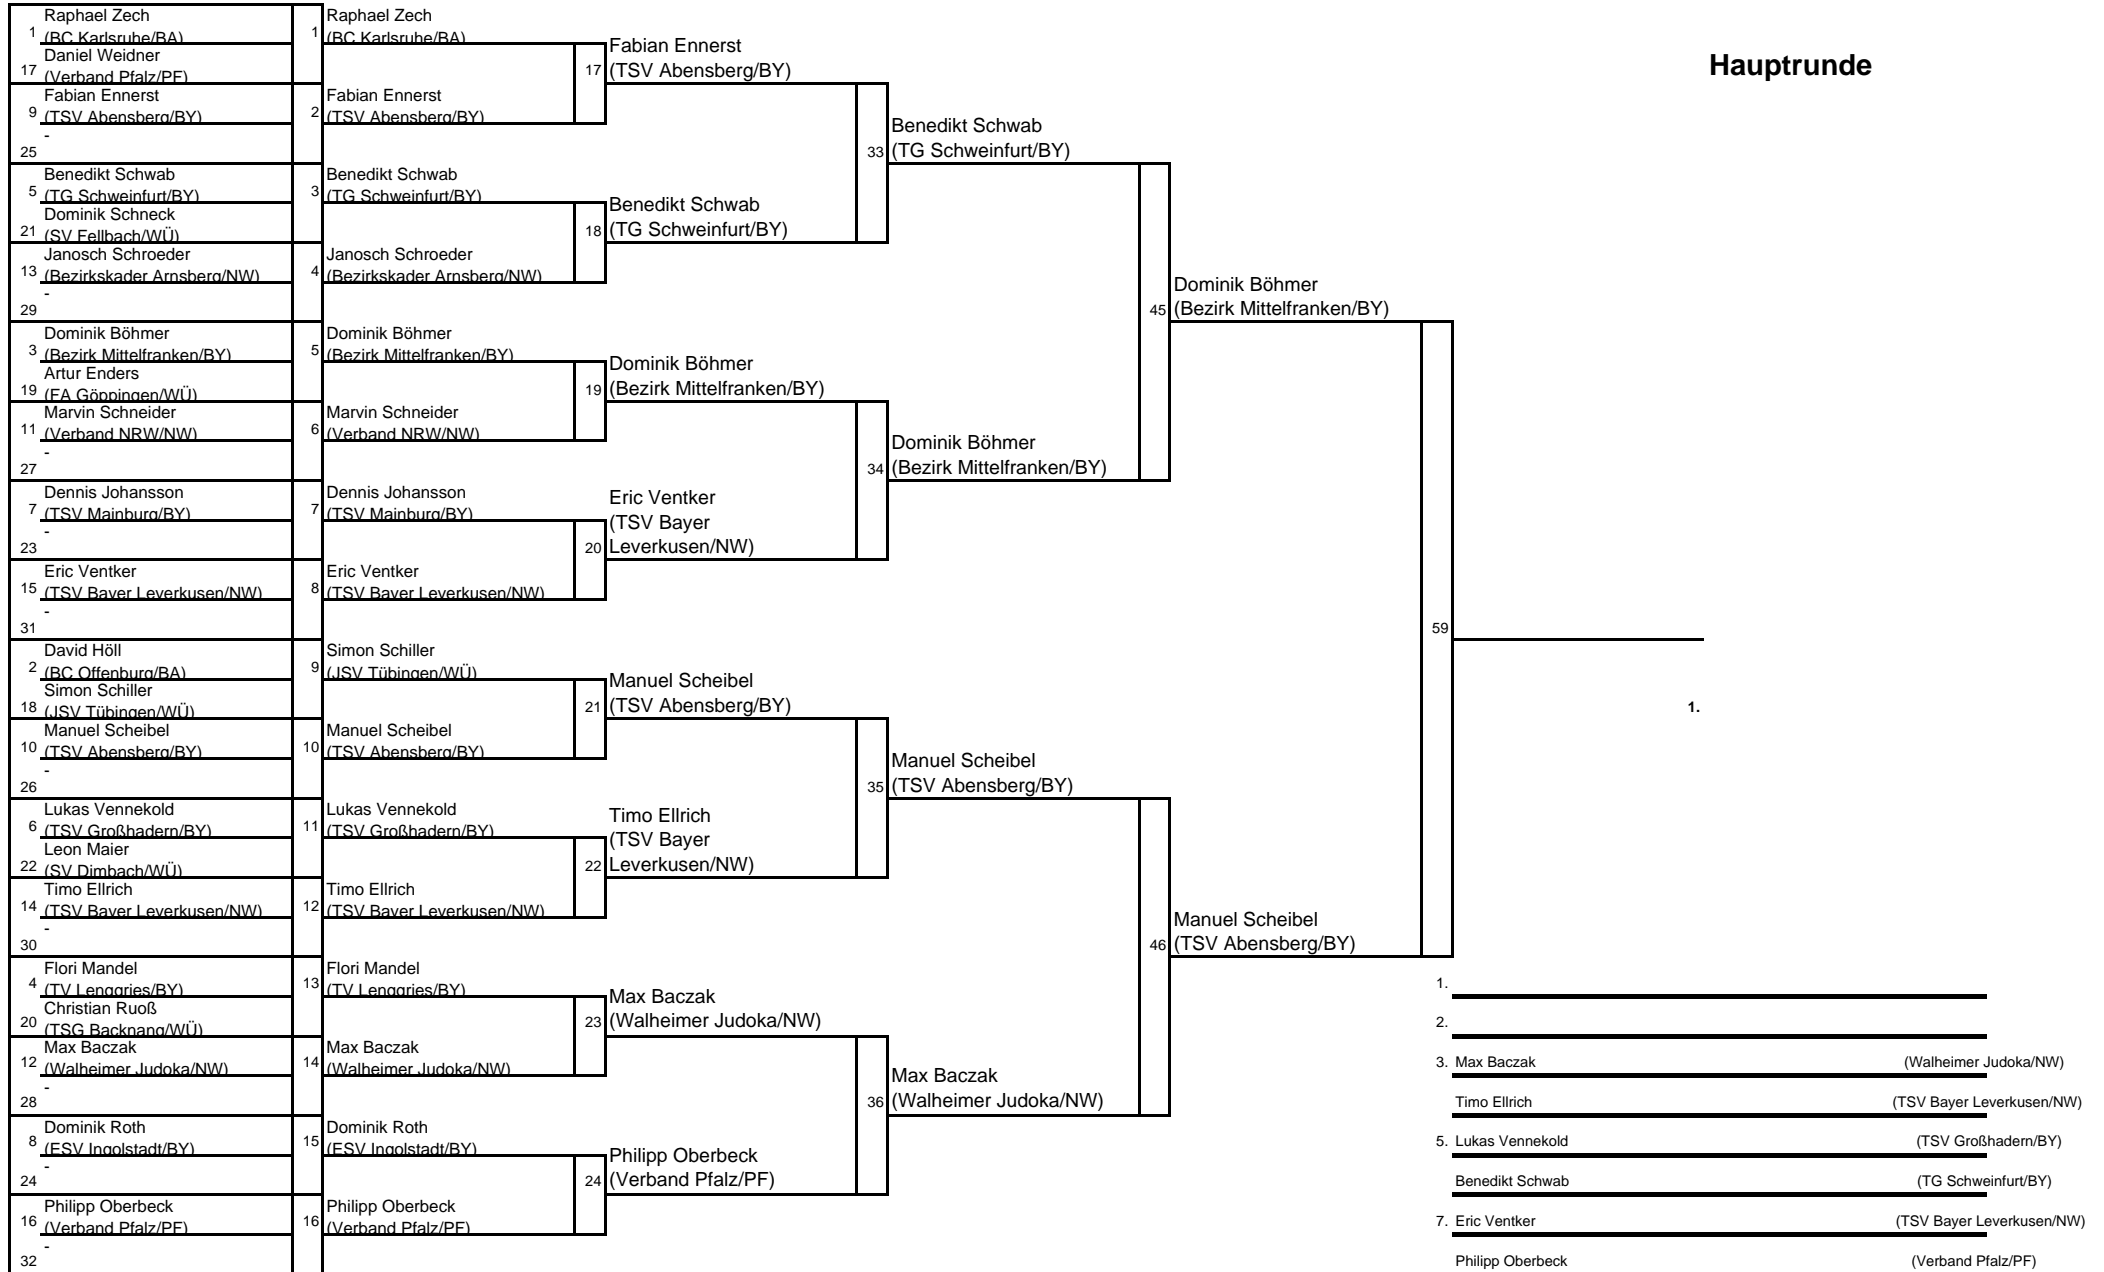 Hauptrunde
1 Raphael Zech
(BC Karlsruhe/BA)
17 Daniel Weidner
(Verband Pfalz/PF)
9 Fabian Ennerst
(TSV Abensberg/BY)
25 -
5 Benedikt Schwab
(TG Schweinfurt/BY)
21 Dominik Schneck
(SV Fellbach/WÜ)
13 Janosch Schroeder
(Bezirkskader Arnsberg/NW)
29 -
3 Dominik Böhmer
(Bezirk Mittelfranken/BY)
19 Artur Enders
(FA Göppingen/WÜ)
11 Marvin Schneider
(Verband NRW/NW)
27 -
7 Dennis Johansson
(TSV Mainburg/BY)
23 -
15 Eric Ventker
(TSV Bayer Leverkusen/NW)
31 -
2 David Höll
(BC Offenburg/BA)
18 Simon Schiller
(JSV Tübingen/WÜ)
10 Manuel Scheibel
(TSV Abensberg/BY)
26 -
6 Lukas Vennekold
(TSV Großhadern/BY)
22 Leon Maier
(SV Dimbach/WÜ)
14 Timo Ellrich
(TSV Bayer Leverkusen/NW)
30 -
4 Flori Mandel
(TV Lenggries/BY)
20 Christian Ruoß
(TSG Backnang/WÜ)
12 Max Baczak
(Walheimer Judoka/NW)
28 -
8 Dominik Roth
(ESV Ingolstadt/BY)
24 -
16 Philipp Oberbeck
(Verband Pfalz/PF)
32 -
1 Raphael Zech
(BC Karlsruhe/BA)
2 Fabian Ennerst
(TSV Abensberg/BY)
3 Benedikt Schwab
(TG Schweinfurt/BY)
4 Janosch Schroeder
(Bezirkskader Arnsberg/NW)
5 Dominik Böhmer
(Bezirk Mittelfranken/BY)
6 Marvin Schneider
(Verband NRW/NW)
7 Dennis Johansson
(TSV Mainburg/BY)
8 Eric Ventker
(TSV Bayer Leverkusen/NW)
9 Simon Schiller
(JSV Tübingen/WÜ)
10 Manuel Scheibel
(TSV Abensberg/BY)
11 Lukas Vennekold
(TSV Großhadern/BY)
12 Timo Ellrich
(TSV Bayer Leverkusen/NW)
13 Flori Mandel
(TV Lenggries/BY)
14 Max Baczak
(Walheimer Judoka/NW)
15 Dominik Roth
(ESV Ingolstadt/BY)
16 Philipp Oberbeck
(Verband Pfalz/PF)
Fabian Ennerst
17 (TSV Abensberg/BY)
Benedikt Schwab
18 (TG Schweinfurt/BY)
Dominik Böhmer
19 (Bezirk Mittelfranken/BY)
Eric Ventker
(TSV Bayer
20 Leverkusen/NW)
Manuel Scheibel
21 (TSV Abensberg/BY)
Timo Ellrich
(TSV Bayer
22 Leverkusen/NW)
Max Baczak
23 (Walheimer Judoka/NW)
Philipp Oberbeck
24 (Verband Pfalz/PF)
Benedikt Schwab
33 (TG Schweinfurt/BY)
Dominik Böhmer
34 (Bezirk Mittelfranken/BY)
Manuel Scheibel
35 (TSV Abensberg/BY)
Max Baczak
36 (Walheimer Judoka/NW)
Dominik Böhmer
45 (Bezirk Mittelfranken/BY)
Manuel Scheibel
46 (TSV Abensberg/BY)
59
1.
1.
2.
3. Max Baczak (Walheimer Judoka/NW)
Timo Ellrich (TSV Bayer Leverkusen/NW)
5. Lukas Vennekold (TSV Großhadern/BY)
Benedikt Schwab (TG Schweinfurt/BY)
7. Eric Ventker (TSV Bayer Leverkusen/NW)
Philipp Oberbeck (Verband Pfalz/PF)